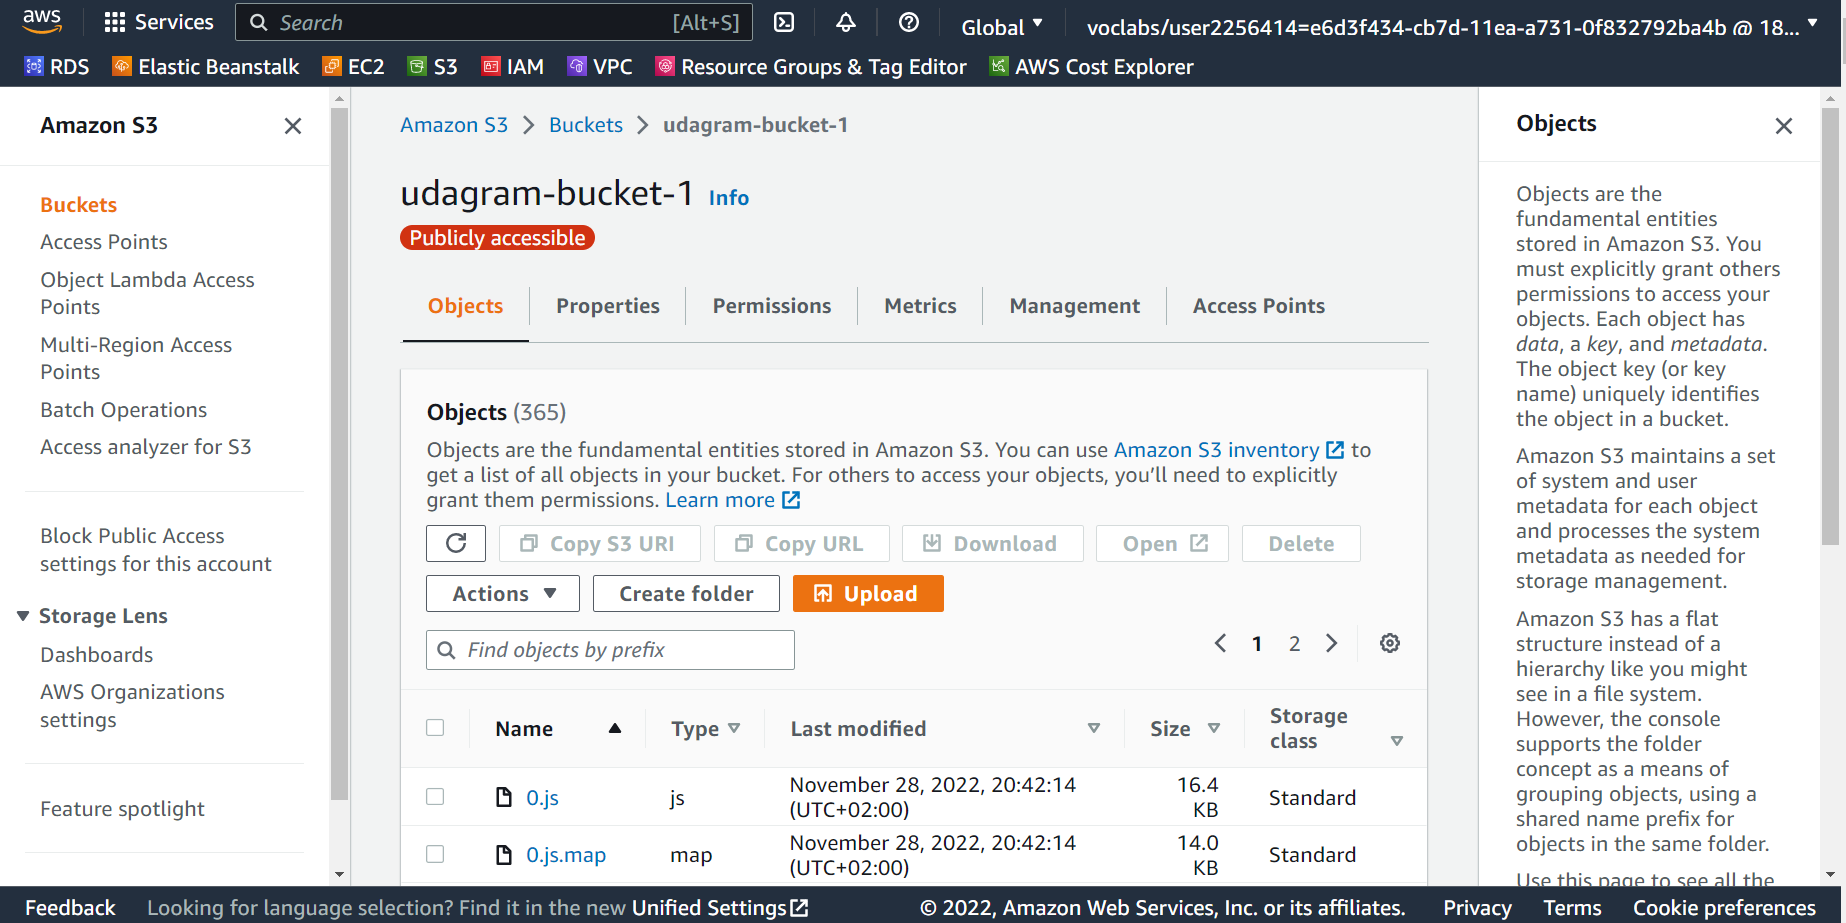 aws
Services
Search [Alt+S]
Global
voclabs/user2256414=e6d3f434-cb7d-11ea-a731-0f832792ba4b @ 18...
RDS Elastic Beanstalk EC2 S3 IAM VPC Resource Groups & Tag Editor AWS Cost Explorer
Amazon S3
Buckets
Access Points
Object Lambda Access
Points
Multi-Region Access
Points
Batch Operations
Access analyzer for S3
Block Public Access
settings for this account
Storage Lens
Dashboards
AWS Organizations
settings
Feature spotlight
Amazon S3 > Buckets > udagram-bucket-1
udagram-bucket-1 Info
Publicly accessible
Objects Properties Permissions Metrics Management Access Points
Objects (365)
Objects are the fundamental entities stored in Amazon S3. You can use Amazon S3 inventory to
get a list of all objects in your bucket. For others to access your objects, you’ll need to explicitly
grant them permissions. Learn more
Copy S3 URI Copy URL Download Open Delete
Actions Create folder Upload
Find objects by prefix
1 2
Name Type Last modified Size Storage
class
0.js js November 28, 2022, 20:42:14
(UTC+02:00) 16.4
KB Standard
0.js.map map November 28, 2022, 20:42:14
(UTC+02:00) 14.0
KB Standard
Objects
Objects are the
fundamental entities
stored in Amazon S3. You
must explicitly grant others
permissions to access your
objects. Each object has
data, a key, and metadata.
The object key (or key
name) uniquely identifies
the object in a bucket.
Amazon S3 maintains a set
of system and user
metadata for each object
and processes the system
metadata as needed for
storage management.
Amazon S3 has a flat
structure instead of a
hierarchy like you might
see in a file system.
However, the console
supports the folder
concept as a means of
grouping objects, using a
shared name prefix for
objects in the same folder.
Use this page to see all the
Feedback Looking for language selection? Find it in the new Unified Settings
© 2022, Amazon Web Services, Inc. or its affiliates. Privacy Terms Cookie preferences